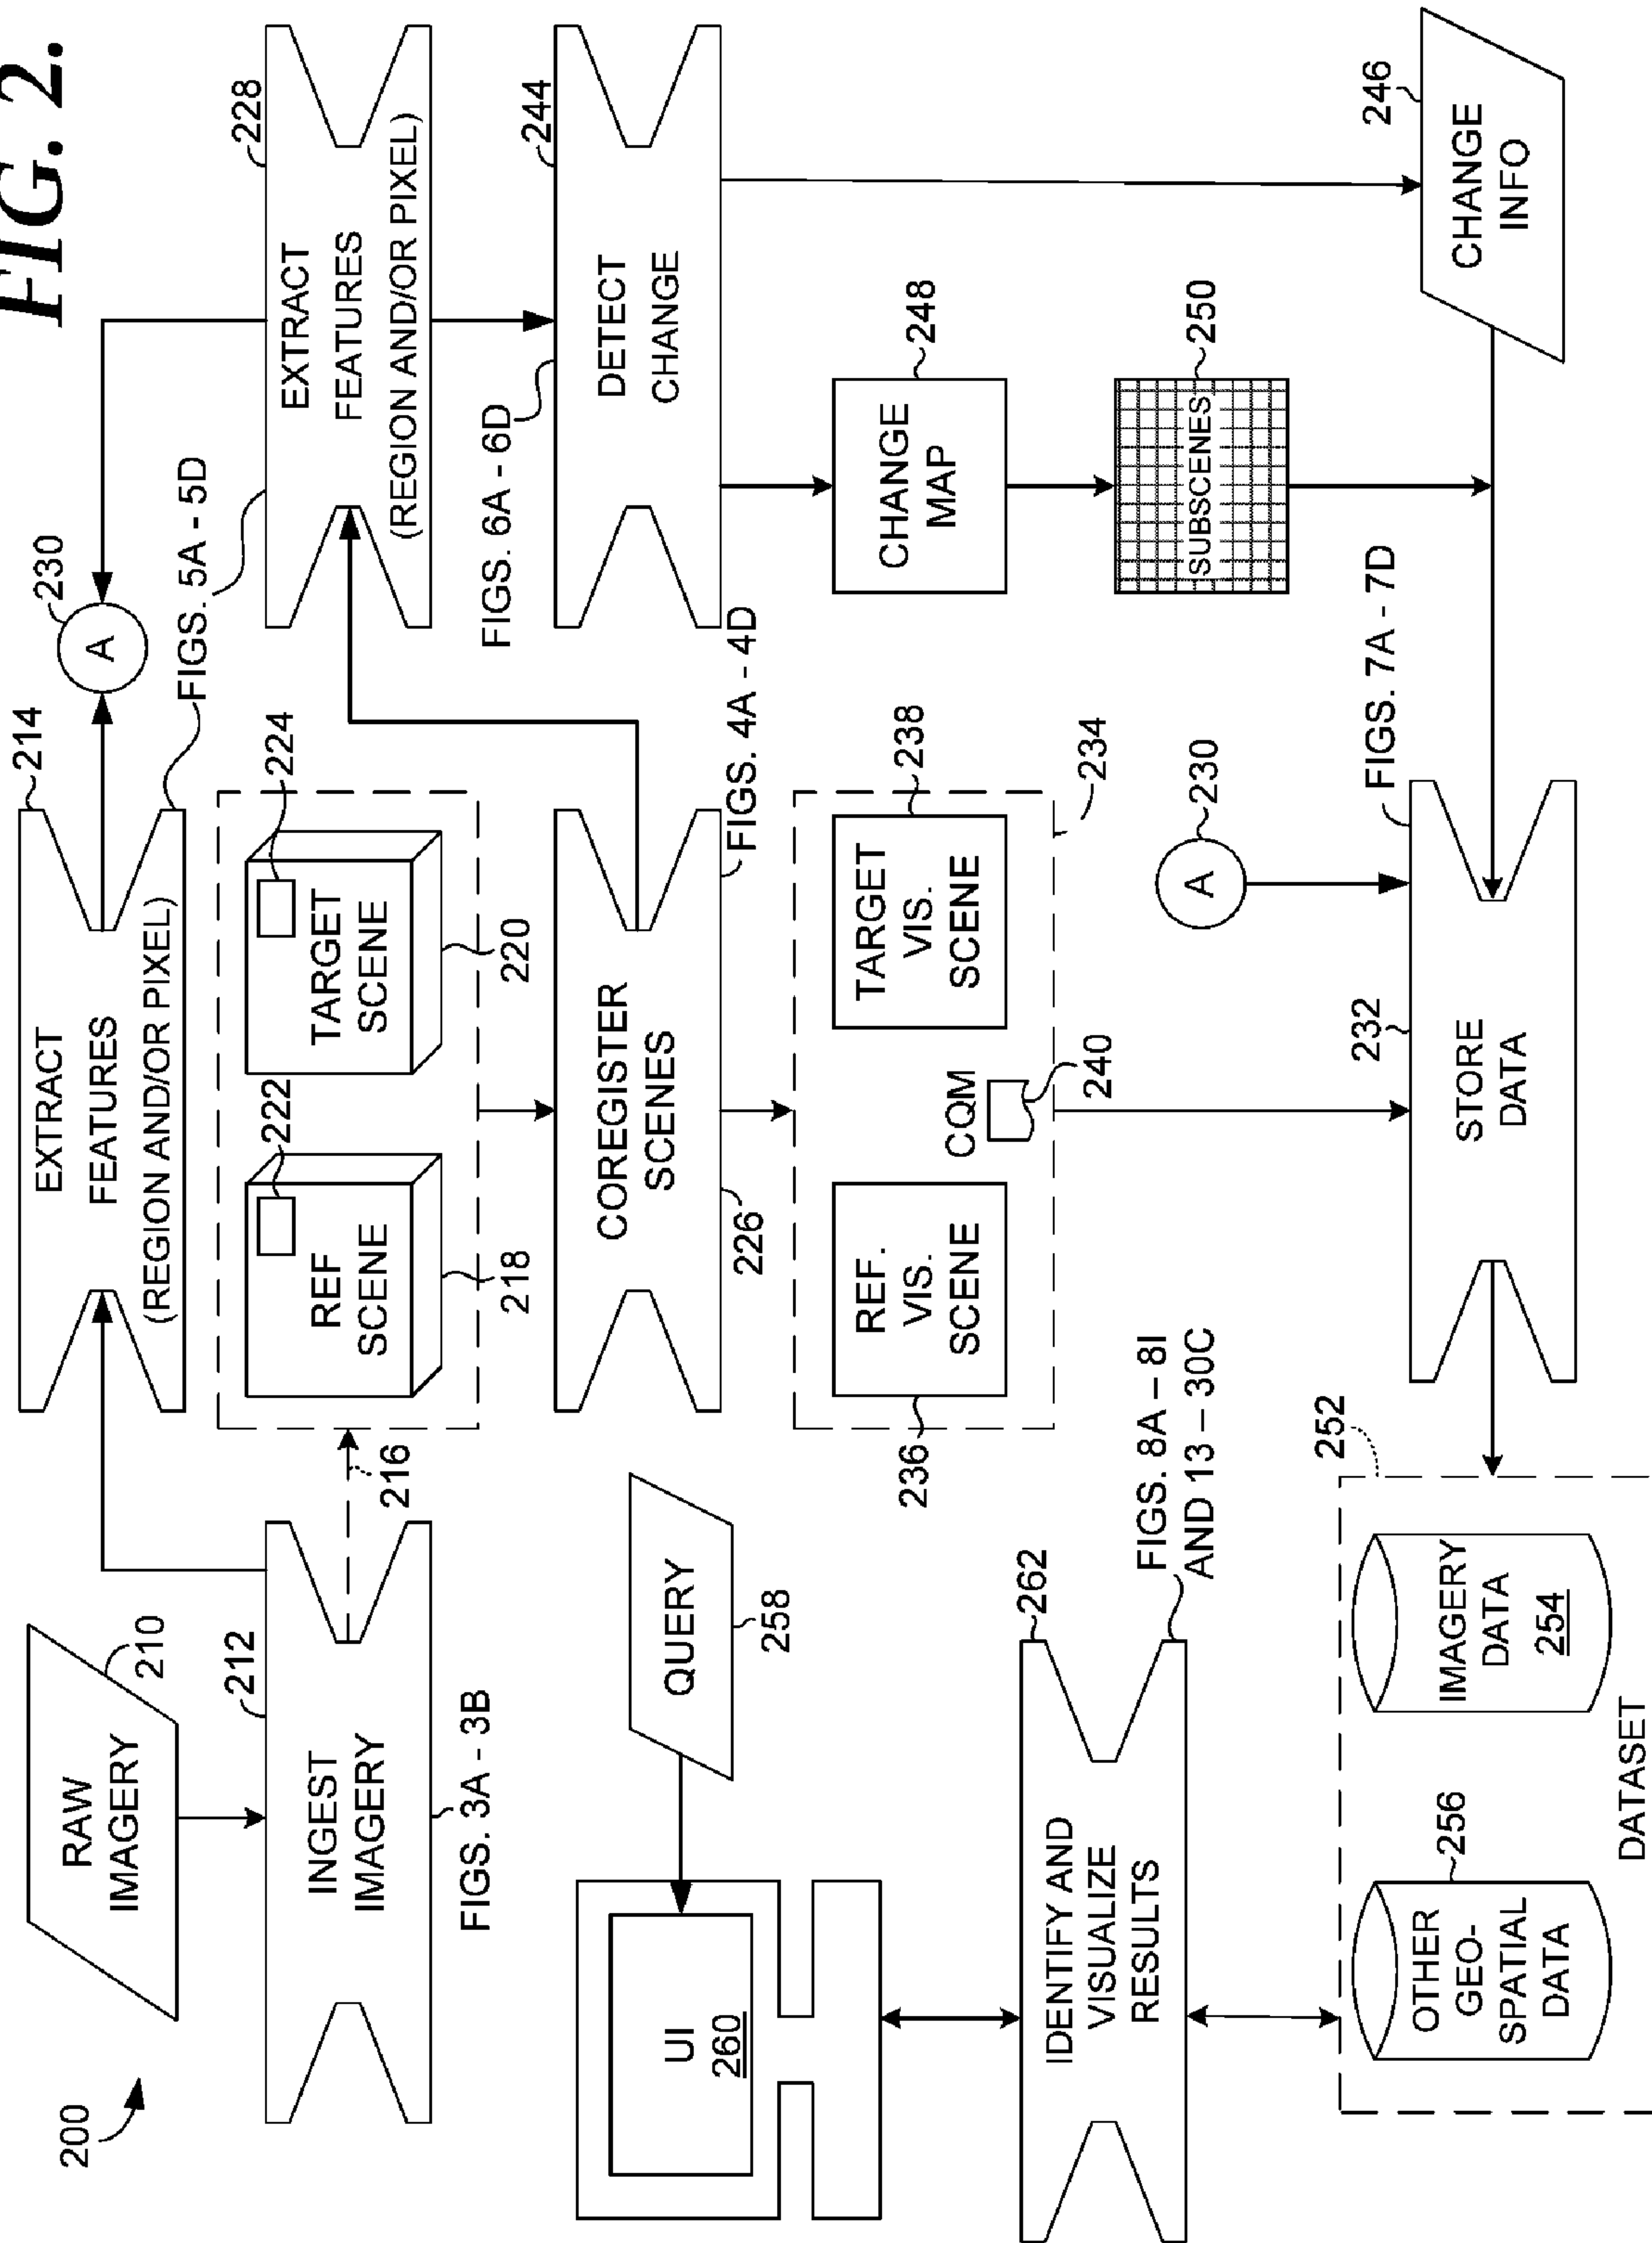 FIG. 2.
200
RAW
IMAGERY
210
212
INGEST
IMAGERY
FIGS. 3A - 3B
214
EXTRACT
FEATURES
(REGION AND/OR PIXEL)
FIGS. 5A - 5D
230
A
228
EXTRACT
FEATURES
(REGION AND/OR PIXEL)
216
222
REF
SCENE
218
224
TARGET
SCENE
220
COREGISTER
SCENES
226
FIGS. 4A - 4D
FIGS. 6A - 6D
244
DETECT
CHANGE
REF.
VIS.
SCENE
236
CQM
240
TARGET
VIS.
SCENE
238
234
CHANGE
MAP
248
SUBSCENES
250
CHANGE
INFO
246
QUERY
258
UI
260
262
IDENTIFY AND
VISUALIZE
RESULTS
FIGS. 8A – 8I
AND 13 – 30C
A
230
232
STORE
DATA
FIGS. 7A - 7D
252
OTHER
GEO-
SPATIAL
DATA
256
IMAGERY
DATA
254
DATASET